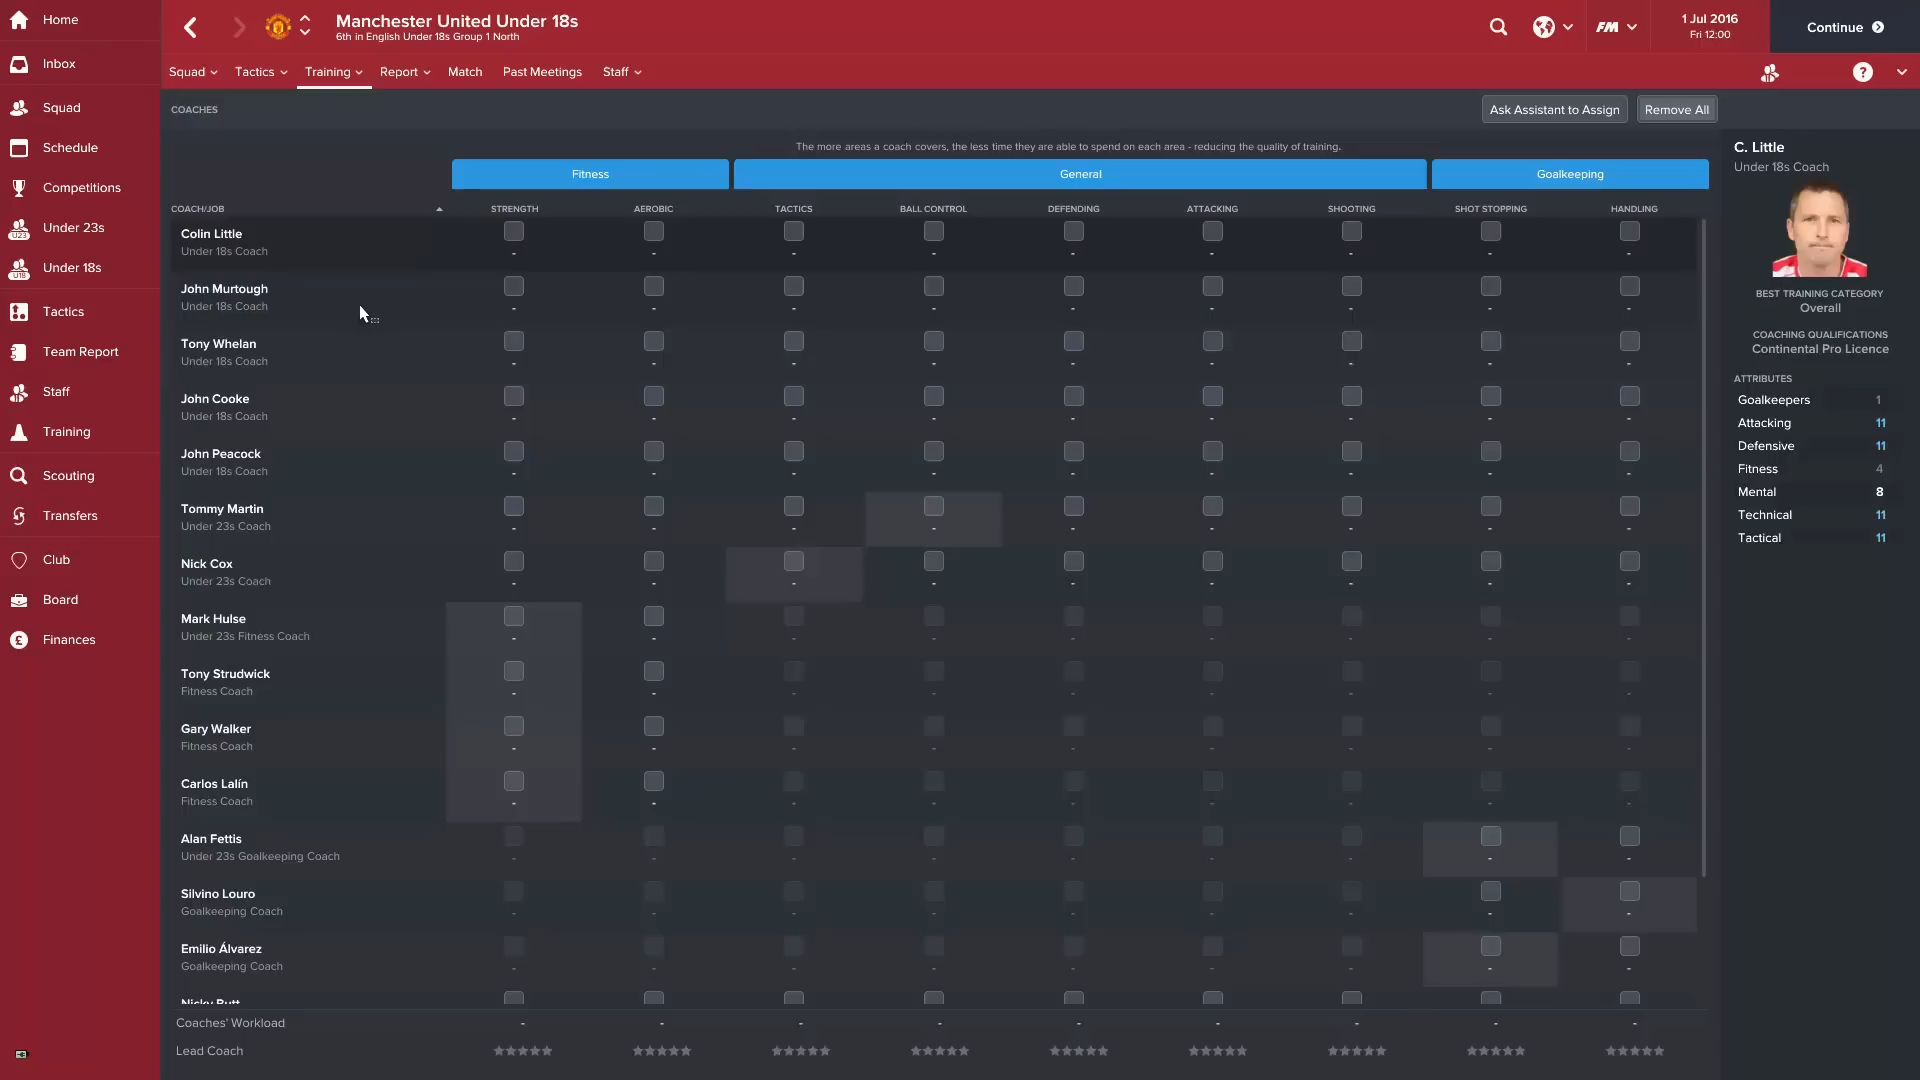 Home
Inbox
Squad
Schedule
Competitions
Under 23s
Under 18s
Tactics
Team Report
Staff
Training
Scouting
Transfers
Club
Board
Finances
Manchester United Under 18s
6th in English Under 18s Group 1 North
FM
1 Jul 2016
Fri 12:00
Continue
Squad Tactics Training Report Match Past Meetings Staff
?
COACHES
Ask Assistant to Assign Remove All
The more areas a coach covers, the less time they are able to spend on each area - reducing the quality of training.
Fitness General Goalkeeping
COACH/JOB STRENGTH AEROBIC TACTICS BALL CONTROL DEFENDING ATTACKING SHOOTING SHOT STOPPING HANDLING
Colin Little
Under 18s Coach - - - - - - - - -
John Murtough
Under 18s Coach - - - - - - - - -
Tony Whelan
Under 18s Coach - - - - - - - - -
John Cooke
Under 18s Coach - - - - - - - - -
John Peacock
Under 18s Coach - - - - - - - - -
Tommy Martin
Under 23s Coach - - - - - - - - -
Nick Cox
Under 23s Coach - - - - - - - - -
Mark Hulse
Under 23s Fitness Coach - - - - - - - - -
Tony Strudwick
Fitness Coach - - - - - - - - -
Gary Walker
Fitness Coach - - - - - - - - -
Carlos Lalín
Fitness Coach - - - - - - - - -
Alan Fettis
Under 23s Goalkeeping Coach - - - - - - - - -
Silvino Louro
Goalkeeping Coach - - - - - - - - -
Emilio Álvarez
Goalkeeping Coach - - - - - - - - -
Nicky Butt
Coaches' Workload - - - - - - - - -
Lead Coach
C. Little
Under 18s Coach
BEST TRAINING CATEGORY
Overall
COACHING QUALIFICATIONS
Continental Pro Licence
ATTRIBUTES
Goalkeepers 1
Attacking 11
Defensive 11
Fitness 4
Mental 8
Technical 11
Tactical 11